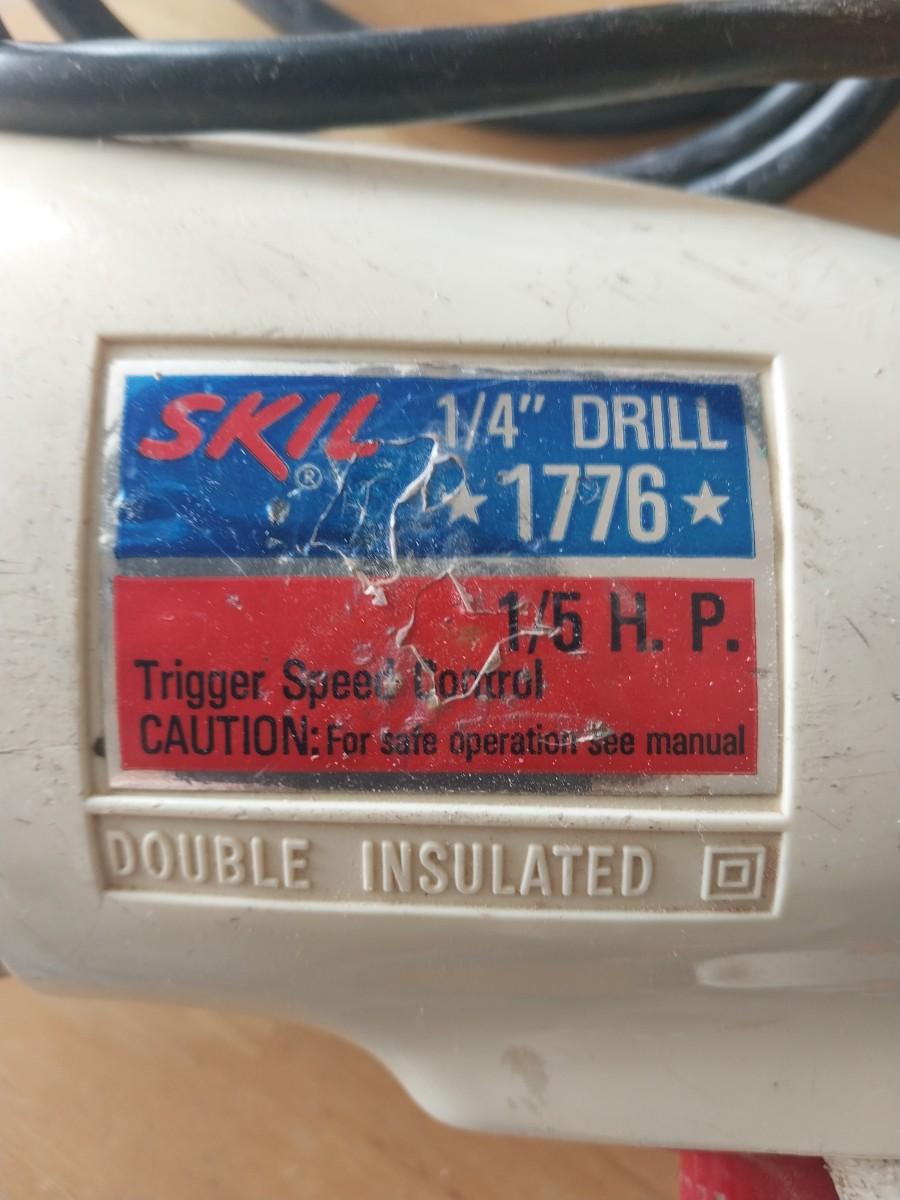 SKIL® 1/4" DRILL
★ 1776 ★
1/5 H. P.
Trigger Speed Control
CAUTION: For safe operation see manual
DOUBLE INSULATED